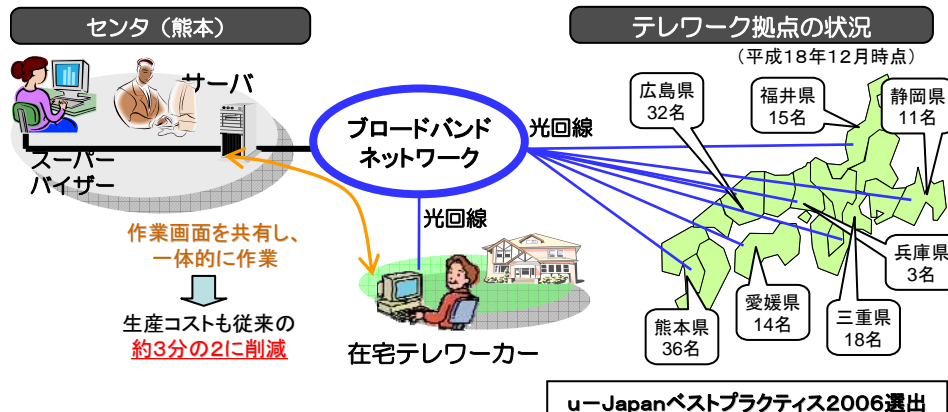 センタ（熊本）
サーバ
スーパー
バイザー
作業画面を共有し、
一体的に作業
生産コストも従来の
約3分の2に削減
ブロードバンド
ネットワーク
光回線
光回線
在宅テレワーカー
テレワーク拠点の状況
（平成18年12月時点）
広島県
32名
福井県
15名
静岡県
11名
兵庫県
3名
三重県
18名
愛媛県
14名
熊本県
36名
u－Japanベストプラクティス2006選出